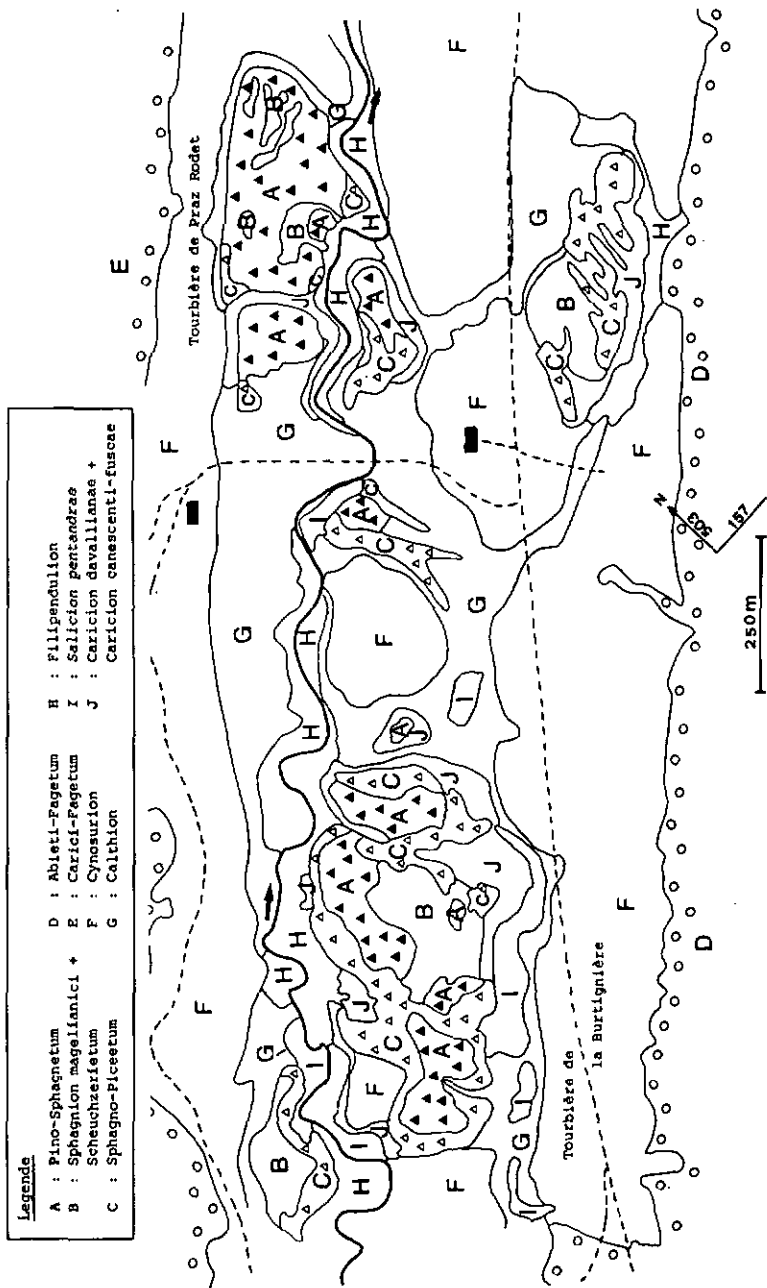 Legende
A : Pino-Sphagnetum D : Abieti-Fagetum H : Filipendulion
B : Sphagnion magelianici + E : Carici-Fagetum I : Salicion pentandrae
Scheuchzerietum F : Cynosurion J : Caricion davallianae +
C : Sphagno-Piceetum G : Calthion Caricion canescenti-fuscae
E
Tourbière de Praz Rodet
F F
C B B
G G C A J A B
G B C I H H J H H I G C J C A H C H G
C J F C A A C J A J F C A C C A J F
H I F A A B A C J I G F G
I G I I B C C J H
Tourbière de
la Burtignière
F F D D
N
503
157
250m